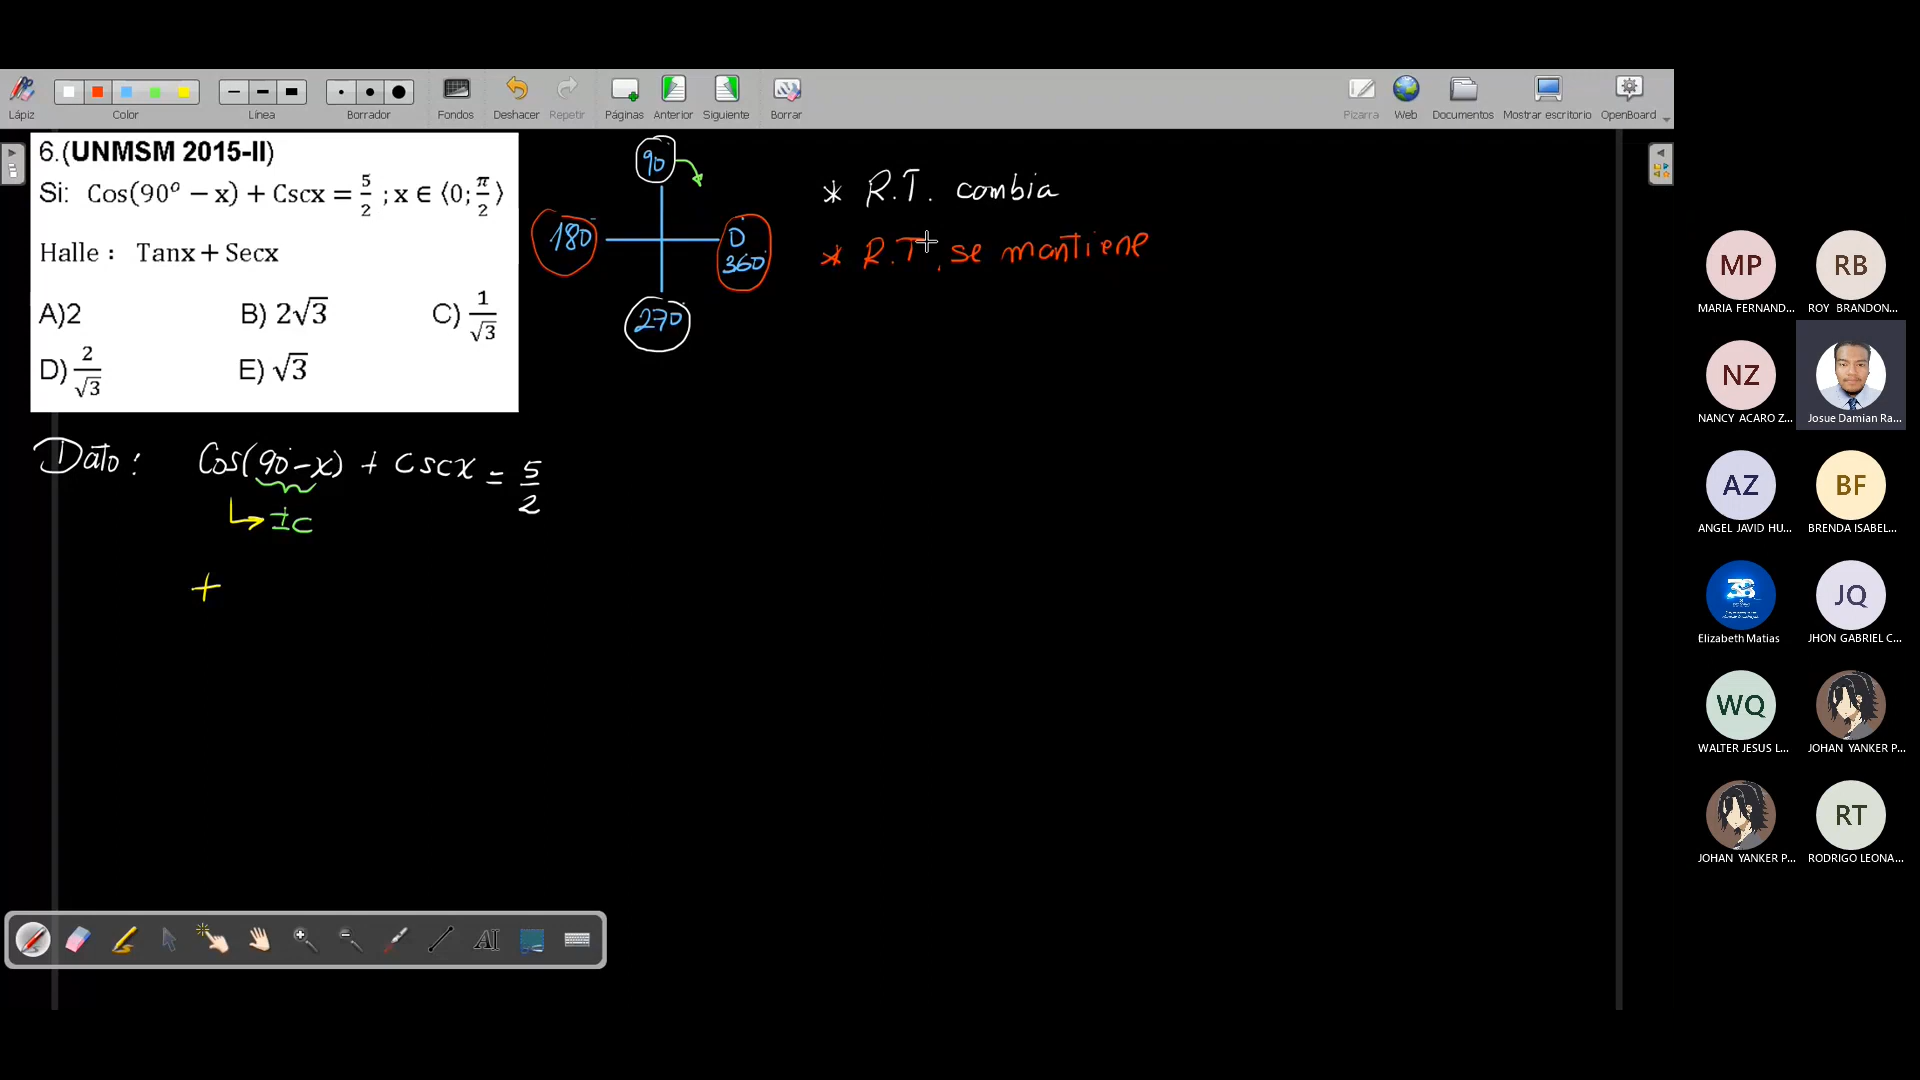 Lápiz Color Línea Borrador Fondos Deshacer Repetir Páginas Anterior Siguiente Borrar Pizarra Web Documentos Mostrar escritorio OpenBoard
6.(UNMSM 2015-II)
Si: Cos(90° − x) + Cscx = 5/2 ; x ∈ ⟨0; π/2⟩
Halle : Tanx + Secx
A)2 B) 2√3 C) 1/√3
D) 2/√3 E) √3
90
180 0
360
270
* R.T. cambia
* R.T. se mantiene
Dato: Cos(90°−x) + Cscx = 5/2
IC
+
MP
MARIA FERNAND...
RB
ROY BRANDON...
NZ
NANCY ACARO Z...
Josue Damian Ra...
AZ
ANGEL JAVID HU...
BF
BRENDA ISABEL...
Elizabeth Matias
JQ
JHON GABRIEL C...
WQ
WALTER JESUS L...
JOHAN YANKER P...
JOHAN YANKER P...
RT
RODRIGO LEONA...
AI